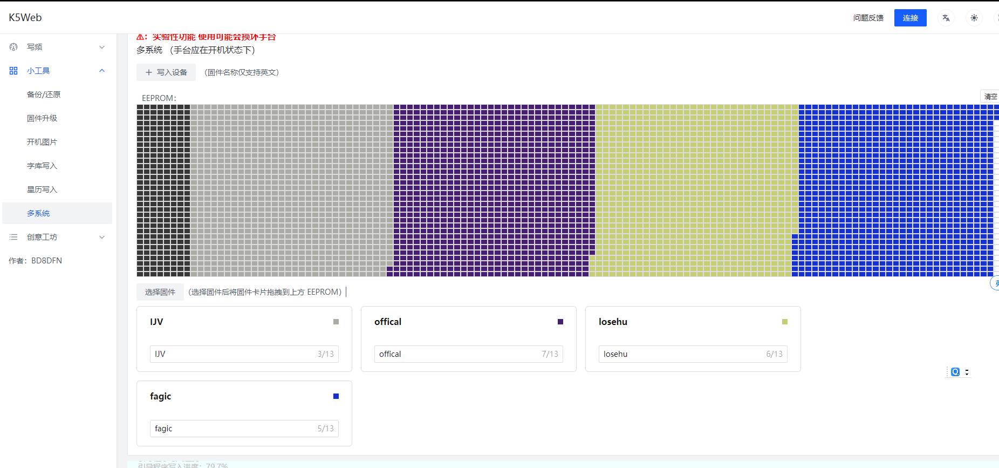 K5Web
问题反馈
连接
⚠: 实验性功能 使用可能会损坏手台
写频
多系统 （手台应在开机状态下）
小工具
写入设备
（固件名称仅支持英文）
备份/还原
EEPROM：
清空
固件升级
开机图片
字库写入
星历写入
多系统
创意工坊
作者：BD8DFN
选择固件
（选择固件后将固件卡片拖拽到上方 EEPROM）
IJV
IJV
3/13
offical
offical
7/13
losehu
losehu
6/13
fagic
fagic
5/13
引导程序写入进度：79.7%